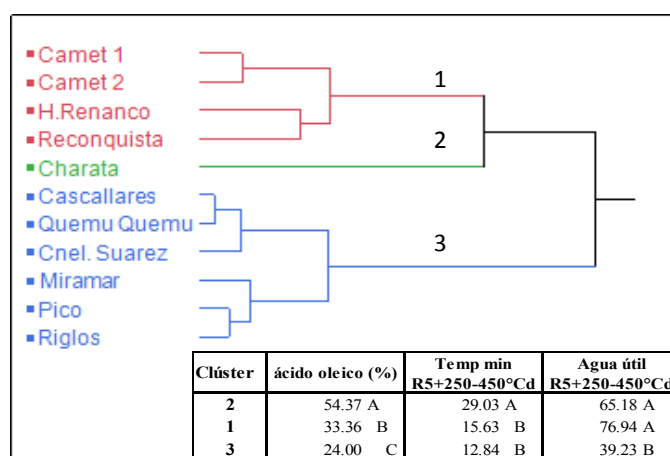 Camet 1
Camet 2
H.Renanco
Reconquista
Charata
Cascallares
Quemu Quemu
Cnel. Suarez
Miramar
Pico
Riglos
1
2
3
Clúster ácido oleico (%) Temp min R5+250-450°Cd Agua útil R5+250-450°Cd
2 54.37 A 29.03 A 65.18 A
1 33.36 B 15.63 B 76.94 A
3 24.00 C 12.84 B 39.23 B